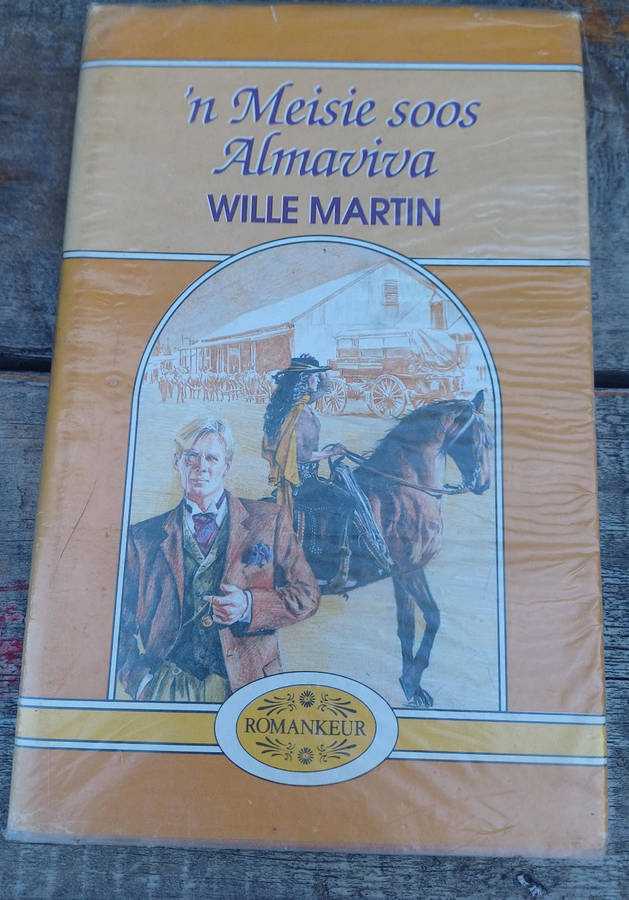 'n Meisie soos
Almaviva
WILLE MARTIN
ROMANKEUR